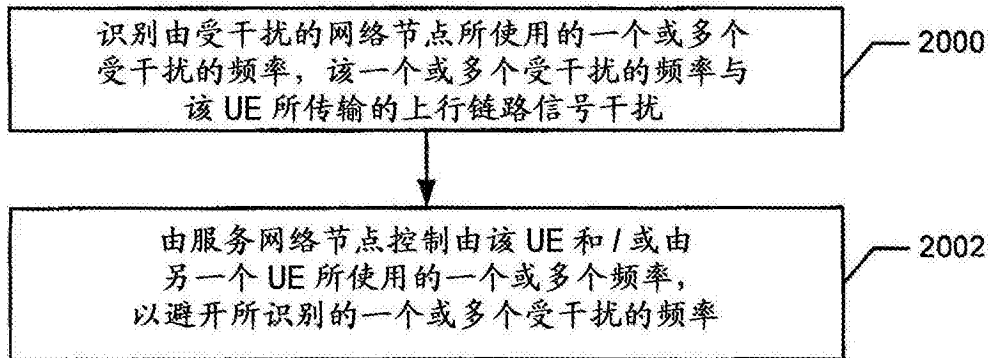 识别由受干扰的网络节点所使用的一个或多个
受干扰的频率，该一个或多个受干扰的频率与
该 UE 所传输的上行链路信号干扰
2000
由服务网络节点控制由该 UE 和 / 或由
另一个 UE 所使用的一个或多个频率，
以避开所识别的一个或多个受干扰的频率
2002